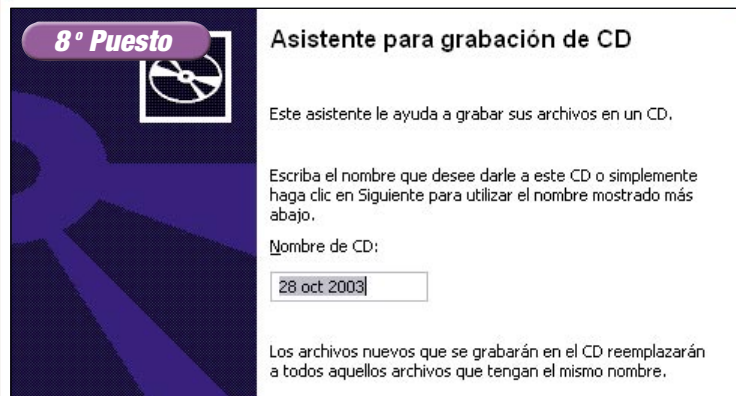 8º Puesto
Asistente para grabación de CD
Este asistente le ayuda a grabar sus archivos en un CD.
Escriba el nombre que desee darle a este CD o simplemente
haga clic en Siguiente para utilizar el nombre mostrado más
abajo.
Nombre de CD:
28 oct 2003
Los archivos nuevos que se grabarán en el CD reemplazarán
a todos aquellos archivos que tengan el mismo nombre.